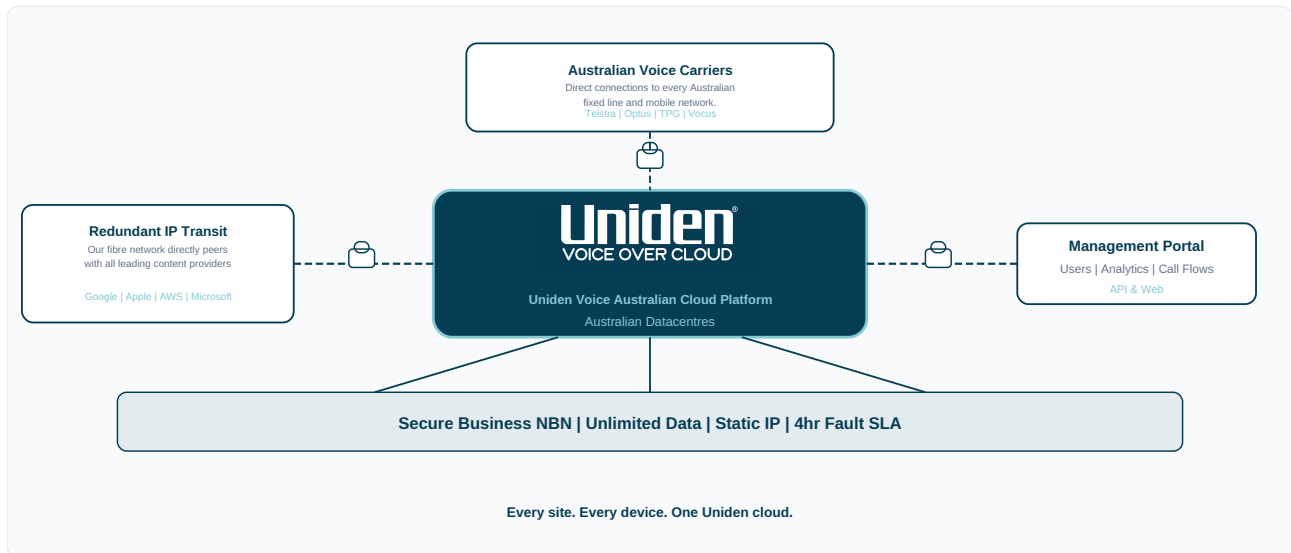 Australian Voice Carriers
Direct connections to every Australian
fixed line and mobile network.
Telstra | Optus | TPG | Vocus
Uniden®
VOICE OVER CLOUD
Uniden Voice Australian Cloud Platform
Australian Datacentres
Redundant IP Transit
Our fibre network directly peers
with all leading content providers
Google | Apple | AWS | Microsoft
Management Portal
Users | Analytics | Call Flows
API & Web
Secure Business NBN | Unlimited Data | Static IP | 4hr Fault SLA
Every site. Every device. One Uniden cloud.